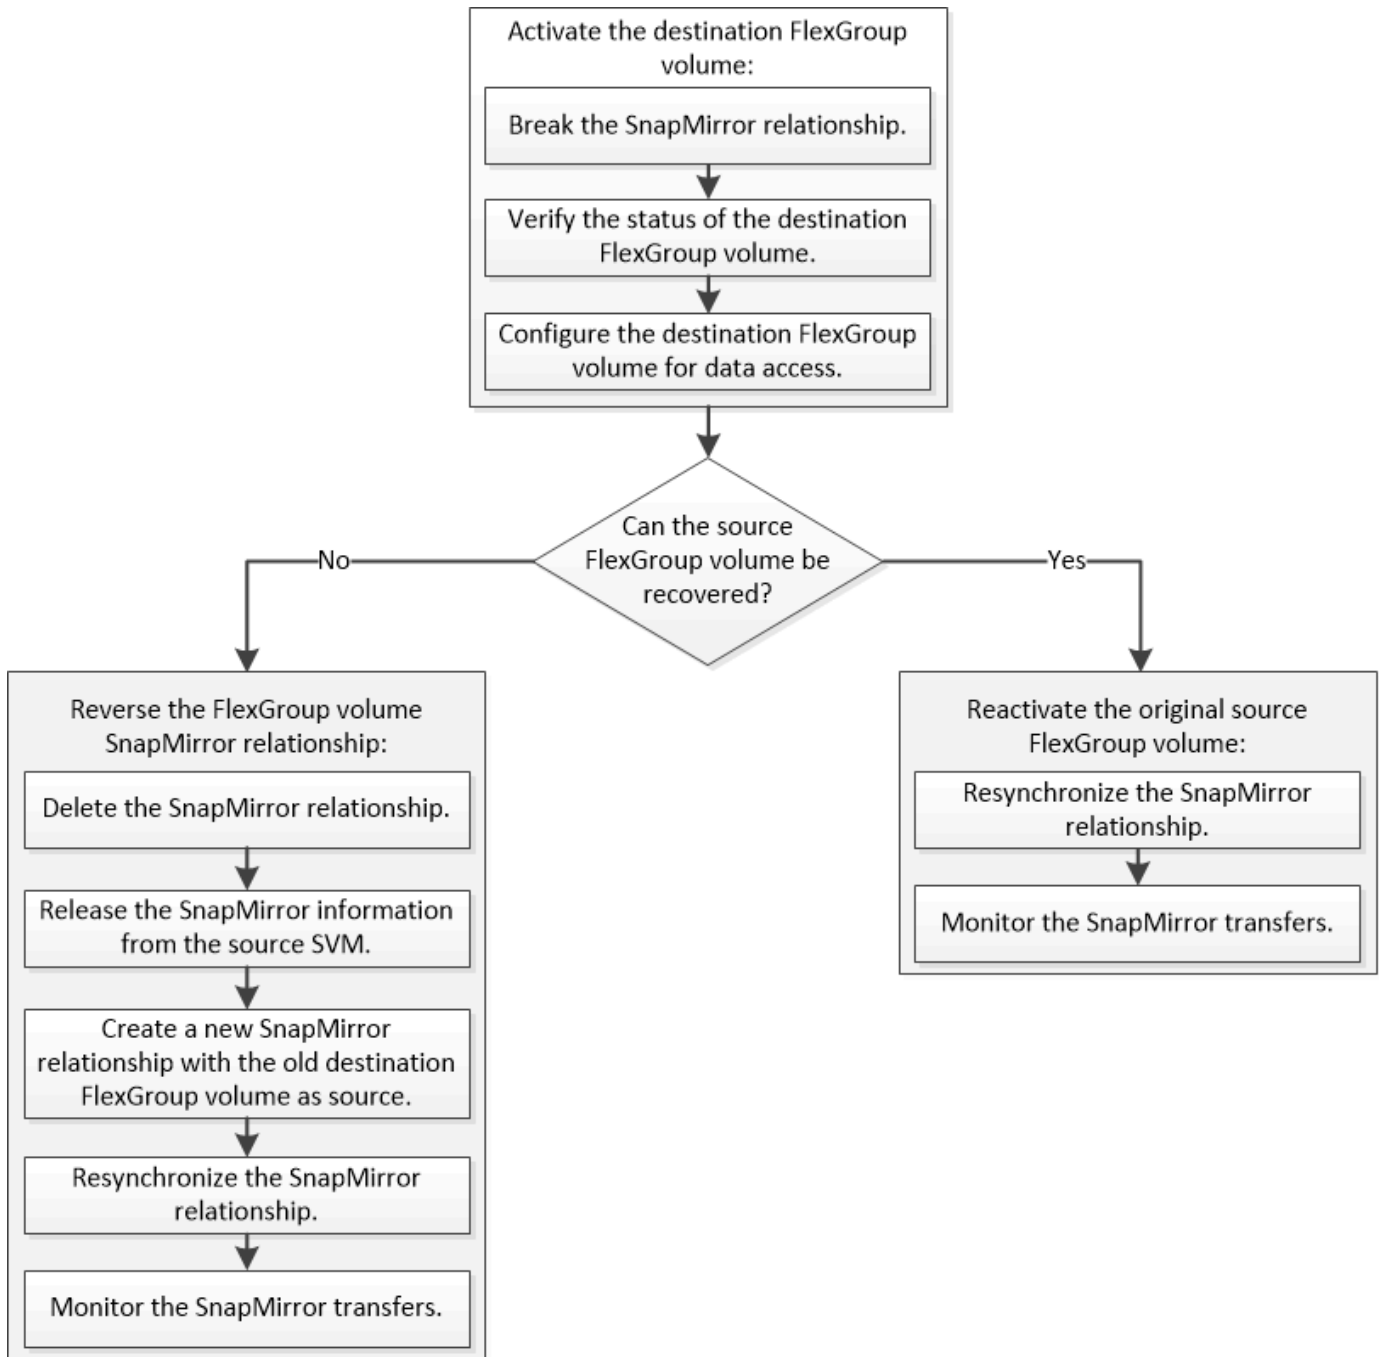 Activate the destination FlexGroup
volume:
Break the SnapMirror relationship.
Verify the status of the destination
FlexGroup volume.
Configure the destination FlexGroup
volume for data access.
Can the source
FlexGroup volume be
recovered?
No
Yes
Reverse the FlexGroup volume
SnapMirror relationship:
Delete the SnapMirror relationship.
Release the SnapMirror information
from the source SVM.
Create a new SnapMirror
relationship with the old destination
FlexGroup volume as source.
Resynchronize the SnapMirror
relationship.
Monitor the SnapMirror transfers.
Reactivate the original source
FlexGroup volume:
Resynchronize the SnapMirror
relationship.
Monitor the SnapMirror transfers.